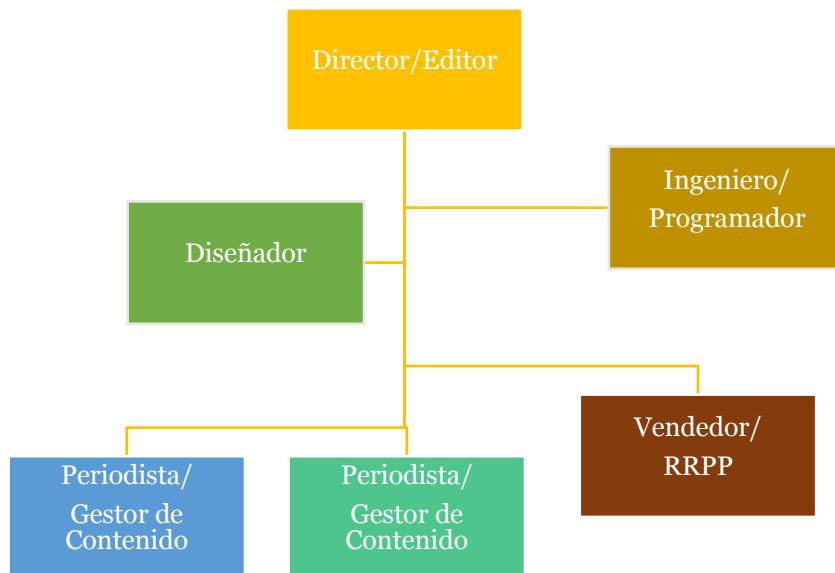 Director/Editor
Ingeniero/
Programador
Diseñador
Vendedor/
RRPP
Periodista/
Gestor de
Contenido
Periodista/
Gestor de
Contenido